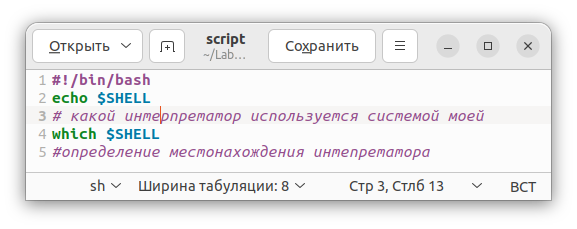 Открыть
script
~/Lab...
Сохранить
1 #!/bin/bash
2 echo $SHELL
3 # какой интерпретатор используется системой моей
4 which $SHELL
5 #определение местонахождения интепретатора
sh Ширина табуляции: 8 Стр 3, Стлб 13 ВСТ